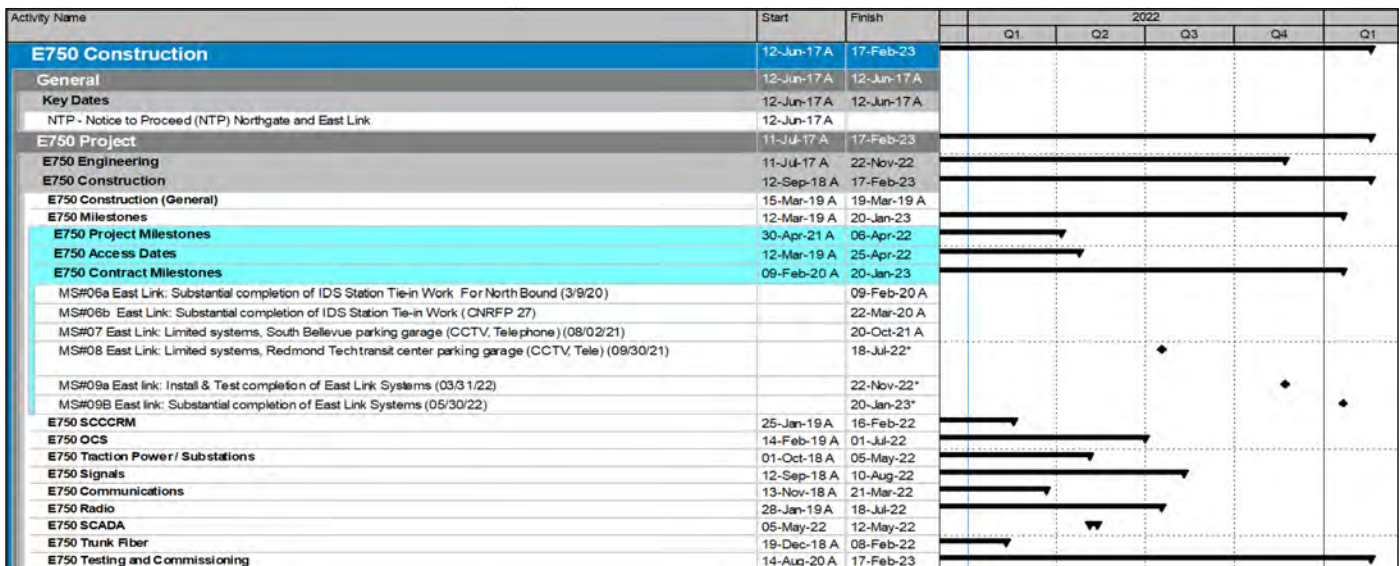 Activity Name Start Finish 2022
Q1 Q2 Q3 Q4 Q1
E750 Construction 12-Jun-17 A 17-Feb-23
General 12-Jun-17 A 12-Jun-17 A
Key Dates 12-Jun-17 A 12-Jun-17 A
NTP - Notice to Proceed (NTP) Northgate and East Link 12-Jun-17 A
E750 Project 11-Jul-17 A 17-Feb-23
E750 Engineering 11-Jul-17 A 22-Nov-22
E750 Construction 12-Sep-18 A 17-Feb-23
E750 Construction (General) 15-Mar-19 A 19-Mar-19 A
E750 Milestones 12-Mar-19 A 20-Jan-23
E750 Project Milestones 30-Apr-21 A 06-Apr-22
E750 Access Dates 12-Mar-19 A 25-Apr-22
E750 Contract Milestones 09-Feb-20 A 20-Jan-23
MS#06a East Link: Substantial completion of IDS Station Tie-in Work For North Bound (3/9/20) 09-Feb-20 A
MS#06b East Link: Substantial completion of IDS Station Tie-in Work (CNRFP 27) 22-Mar-20 A
MS#07 East Link: Limited systems, South Bellevue parking garage (CCTV, Telephone) (08/02/21) 20-Oct-21 A
MS#08 East Link: Limited systems, Redmond Tech transit center parking garage (CCTV, Tele) (09/30/21) 18-Jul-22*
MS#09a East link: Install & Test completion of East Link Systems (03/31/22) 22-Nov-22*
MS#09B East link: Substantial completion of East Link Systems (05/30/22) 20-Jan-23*
E750 SCCCRM 25-Jan-19 A 16-Feb-22
E750 OCS 14-Feb-19 A 01-Jul-22
E750 Traction Power / Substations 01-Oct-18 A 05-May-22
E750 Signals 12-Sep-18 A 10-Aug-22
E750 Communications 13-Nov-18 A 21-Mar-22
E750 Radio 28-Jan-19 A 18-Jul-22
E750 SCADA 05-May-22 12-May-22
E750 Trunk Fiber 19-Dec-18 A 08-Feb-22
E750 Testing and Commissioning 14-Aug-20 A 17-Feb-23